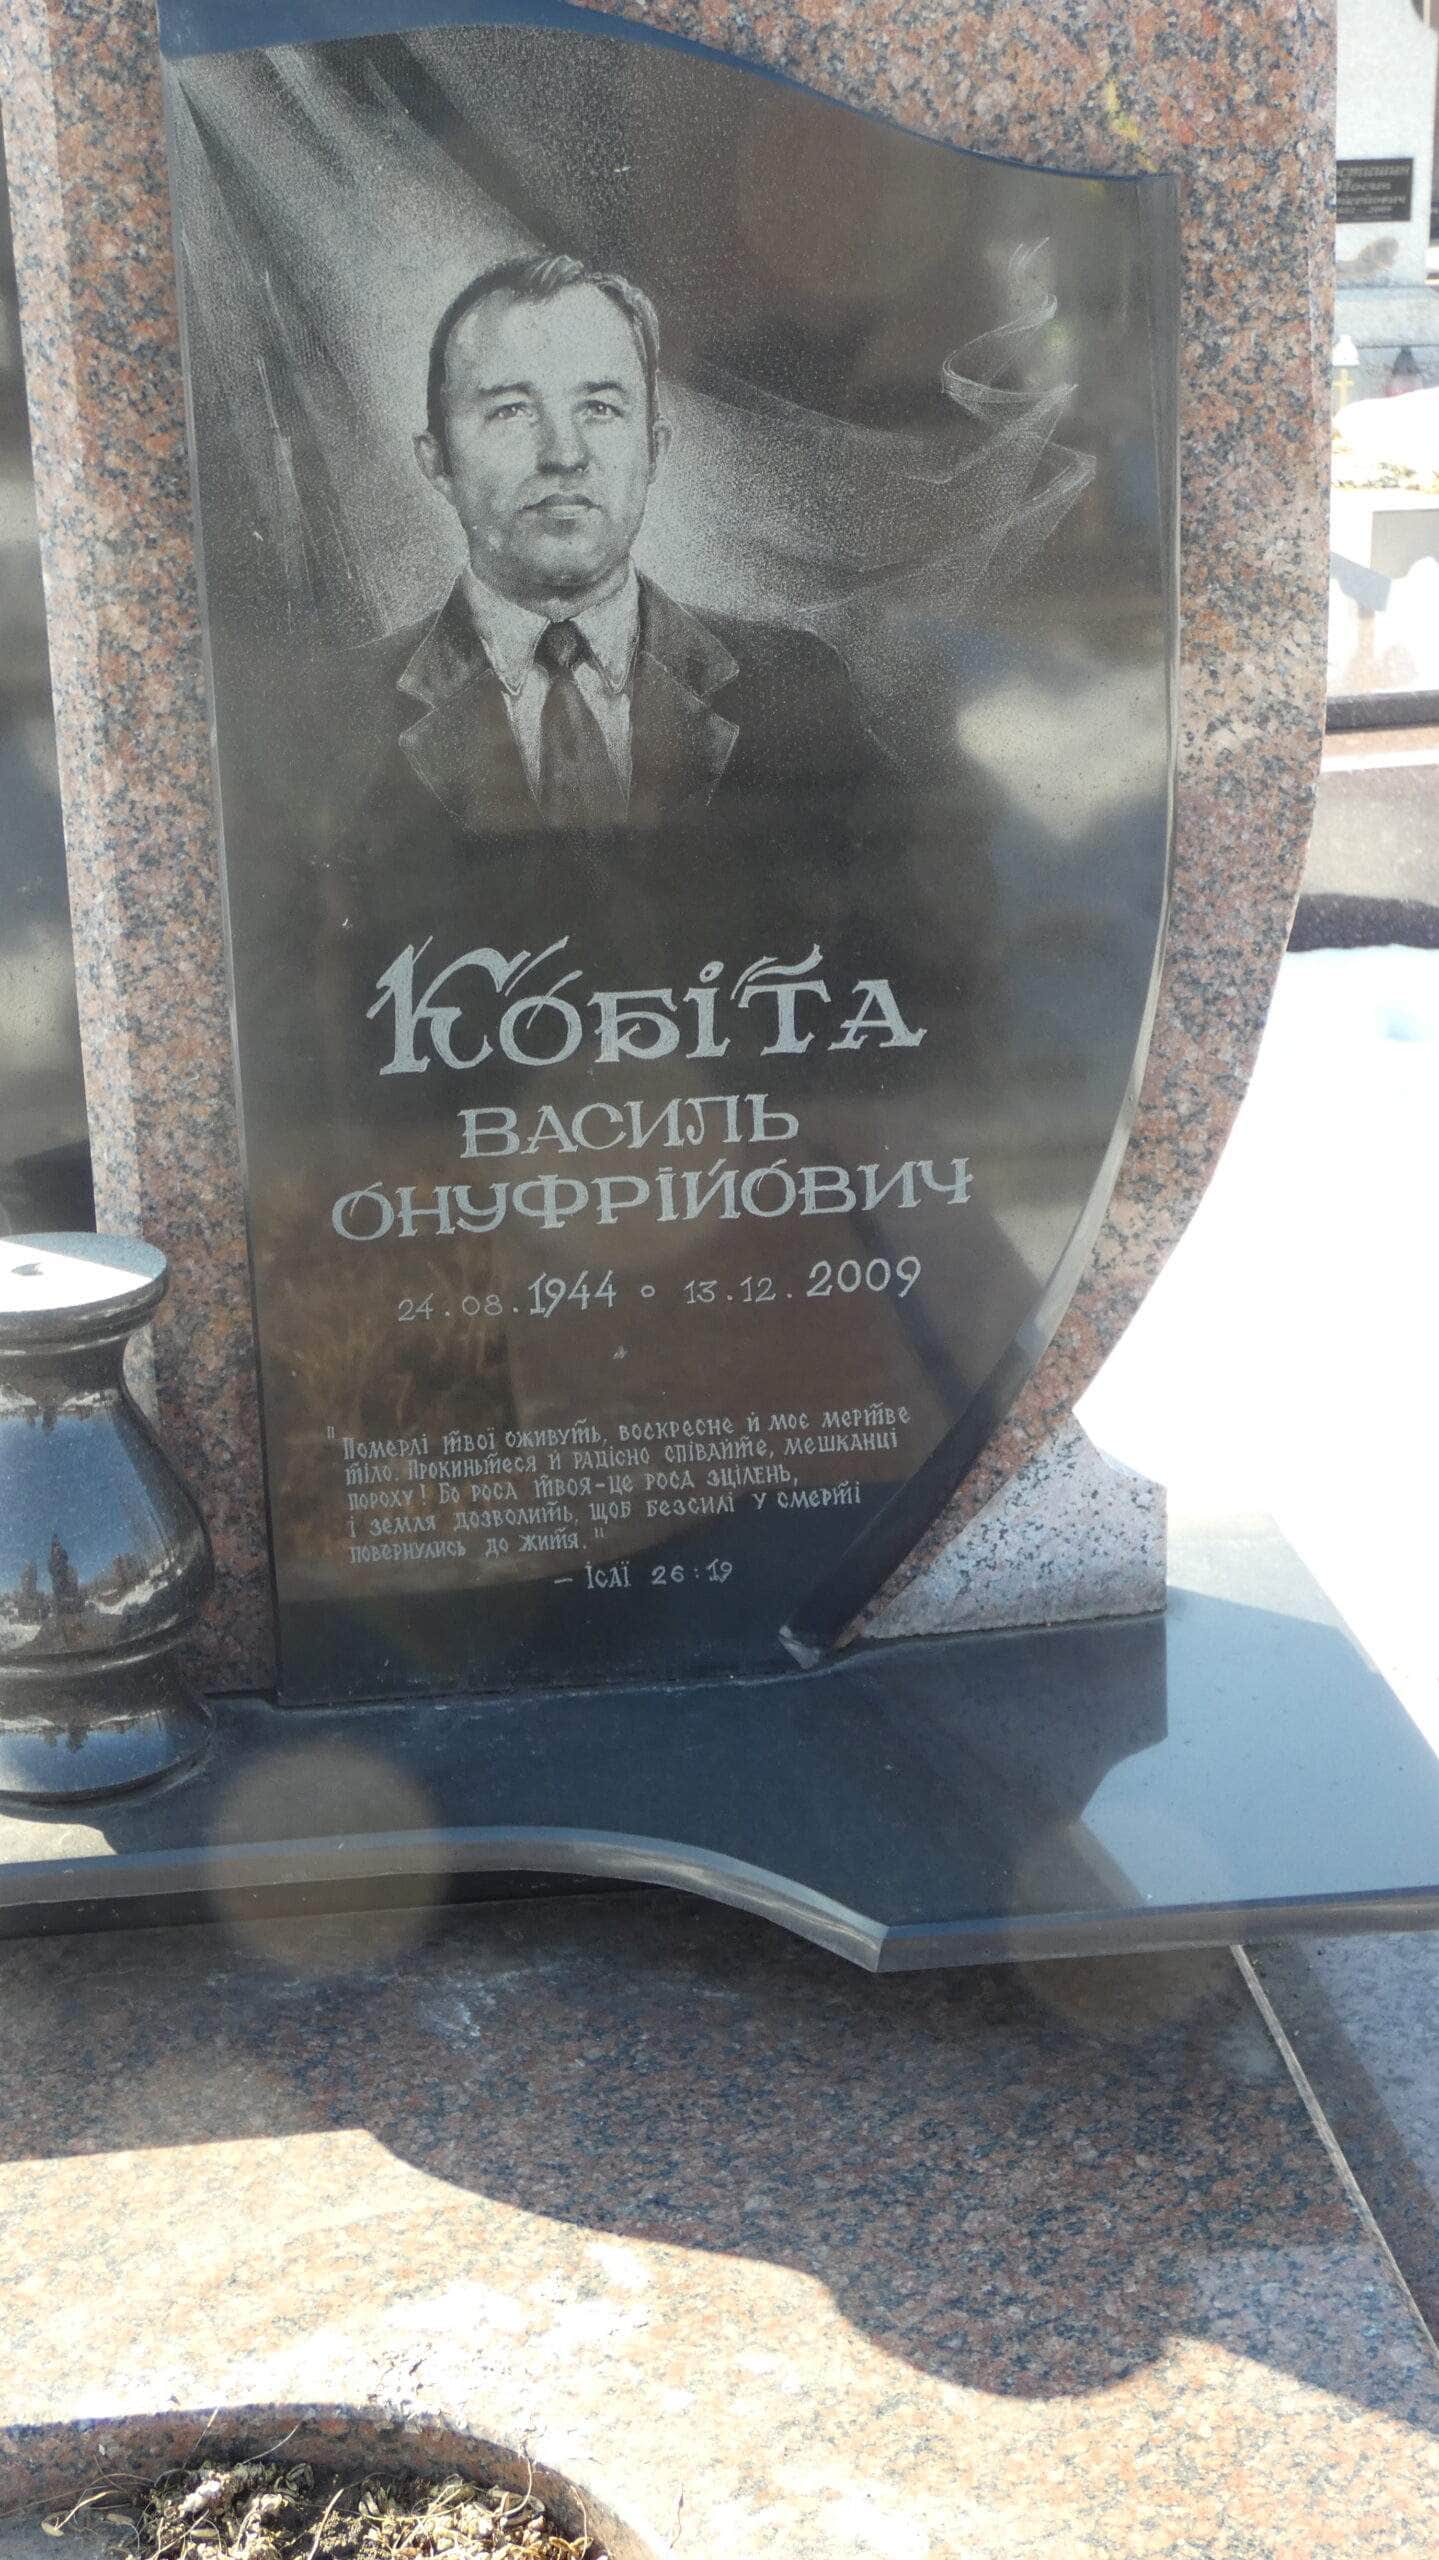 Кобіта
Василь
Онуфрійович
24.08.1944 ° 13.12.2009
"Померлі твої оживуть, воскресне й моє мертве
тіло. Прокиньтеся й радісно співайте, мешканці
пороху! Бо роса твоя-це роса зцілень,
і земля дозволить, щоб безсилі у смерті
повернулись до життя."
— Ісаї 26:19